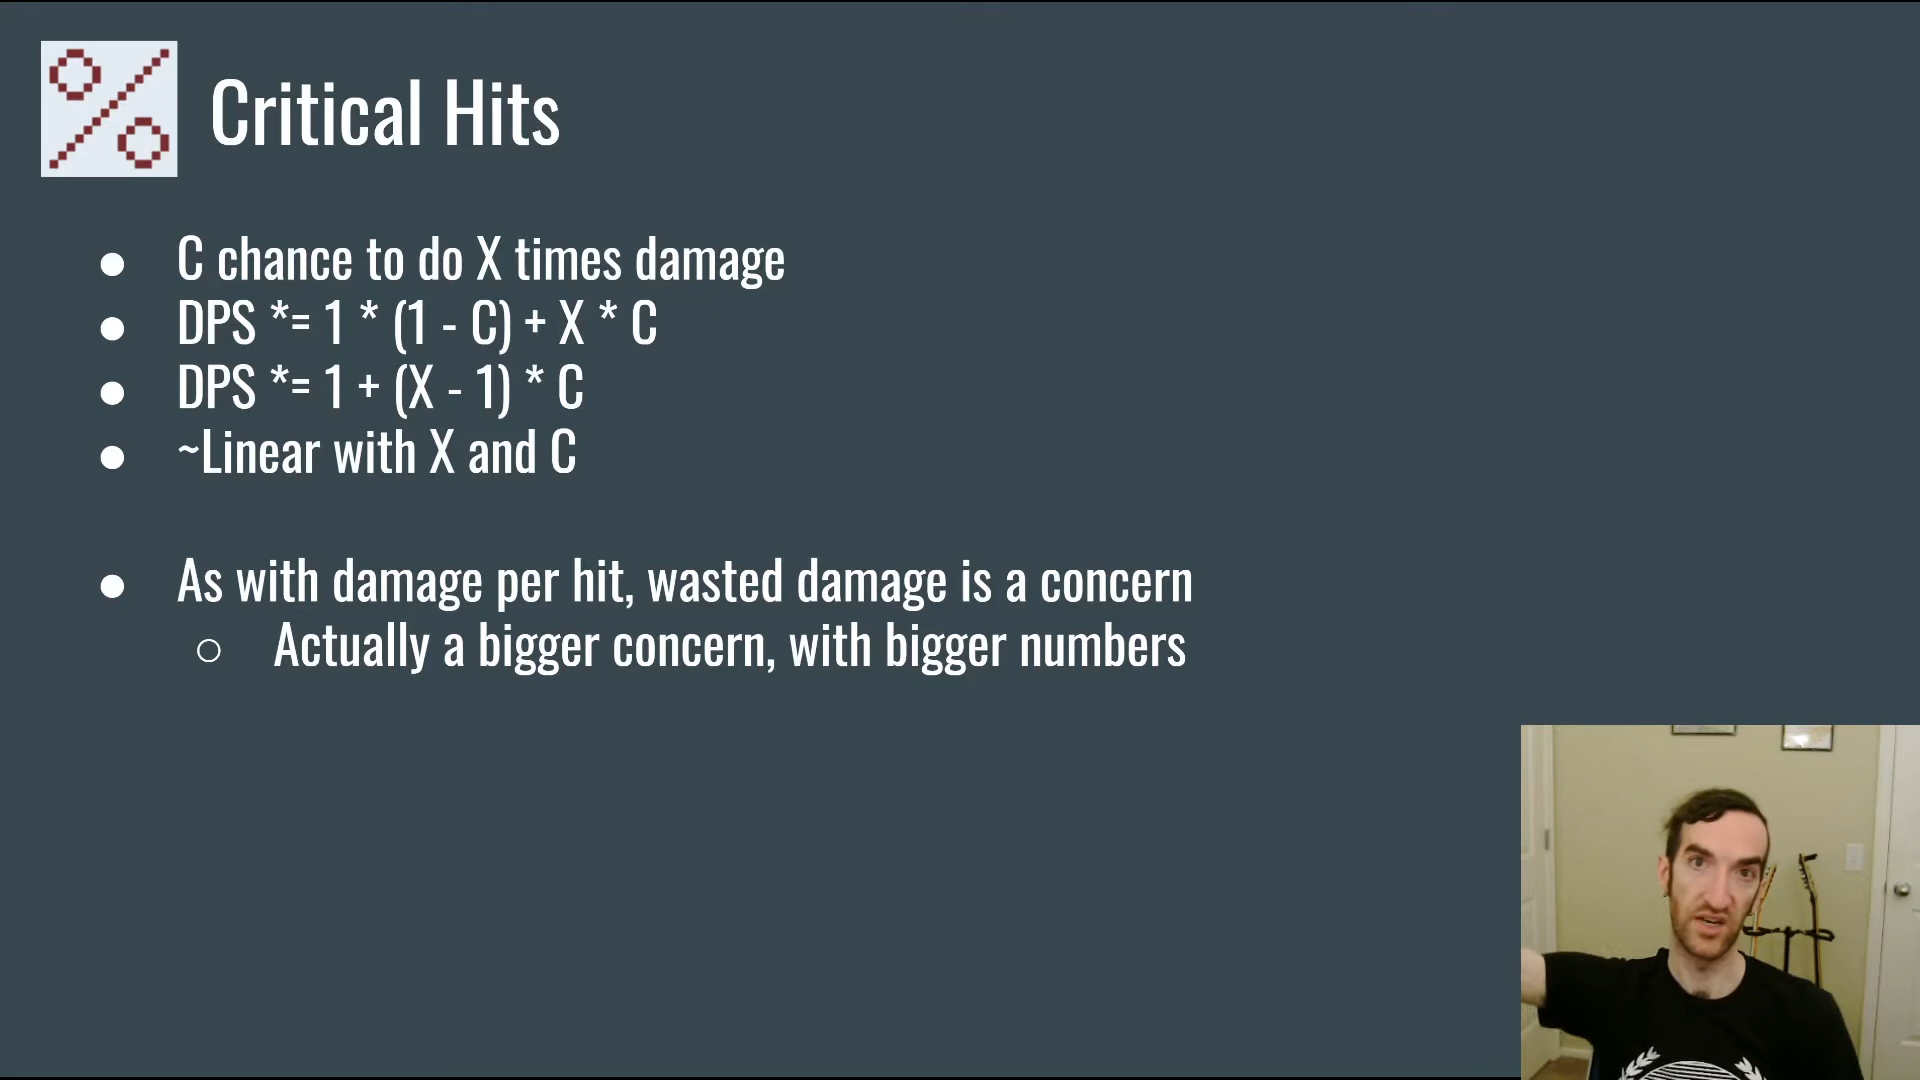 %
Critical Hits
● C chance to do X times damage
● DPS *= 1 * (1 - C) + X * C
● DPS *= 1 + (X - 1) * C
● ~Linear with X and C
● As with damage per hit, wasted damage is a concern
○ Actually a bigger concern, with bigger numbers